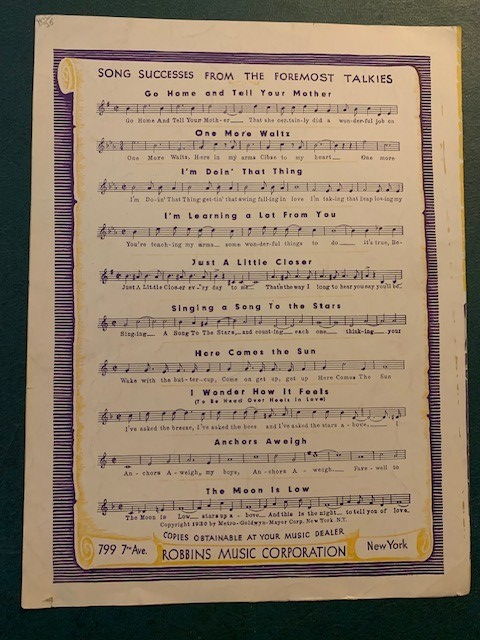 SONG SUCCESSES FROM THE FOREMOST TALKIES
Go Home and Tell Your Mother
Go Home And Tell Your Moth-er That she certain-ly did a won-der-ful job on
One More Waltz
One More Waltz, Here in my arms Close to my heart One more
I'm Doin' That Thing
I'm Do-in' That Thing get-tin' that swing fall-ing in love I'm tak-ing that leap lov-ing my
I'm Learning a Lot From You
You're teach-ing my arms some won-der-ful things to do it's true, Be-
Just A Little Closer
Just A Little Clos-er ev-'ry day to me That's the way I long to hear you say you'll be
Singing a Song To the Stars
Sing-ing A Song To The Stars, and count-ing each one think-ing your
Here Comes the Sun
Wake with the but-ter-cup, Come on get up, get up Here Comes The Sun
I Wonder How It Feels
(To Be Head Over Heels In Love)
I've asked the breeze, I've asked the bees and I've asked the stars a-bove, I
Anchors Aweigh
An-chors A-weigh, my boys, An-chors A-weigh Fare-well to
The Moon Is Low
The Moon is Low stars up a-bove And this is the night to tell you of love.
Copyright 1930 by Metro-Goldwyn-Mayer Corp. New York N.Y.
COPIES OBTAINABLE AT YOUR MUSIC DEALER
799 7TH Ave. ROBBINS MUSIC CORPORATION New York